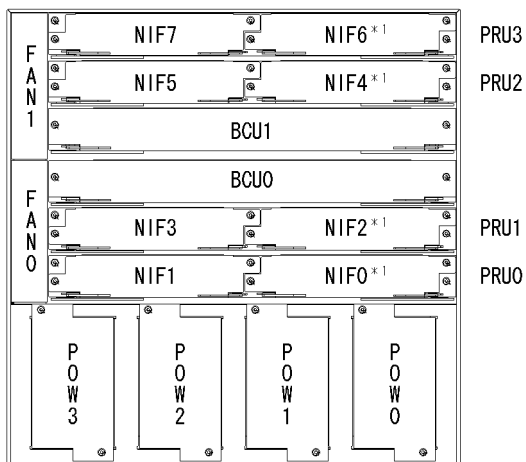 FAN1
NIF7 NIF6*1 PRU3
NIF5 NIF4*1 PRU2
BCU1
FAN0
BCU0
NIF3 NIF2*1 PRU1
NIF1 NIF0*1 PRU0
POW3 POW2 POW1 POW0